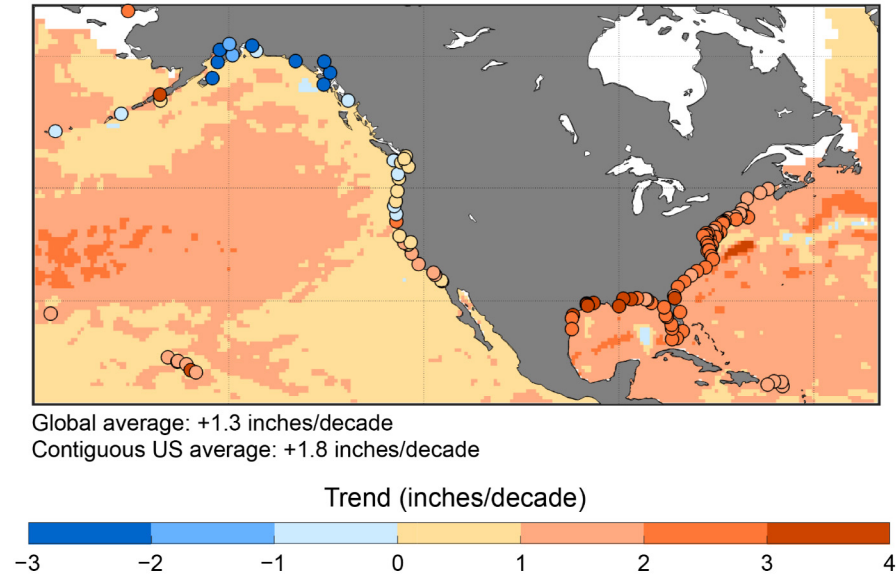 Global average: +1.3 inches/decade
Contiguous US average: +1.8 inches/decade
Trend (inches/decade)
−3 −2 −1 0 1 2 3 4